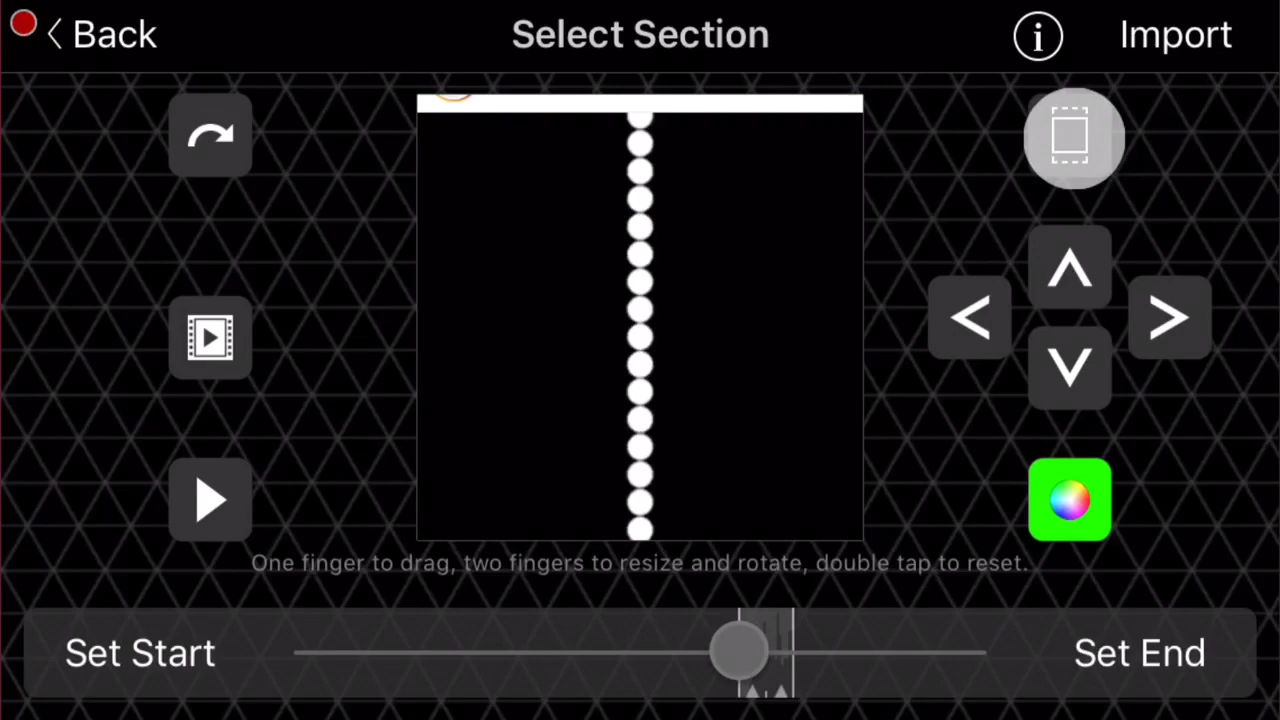 Back
Select Section
Import
One finger to drag, two fingers to resize and rotate, double tap to reset.
Set Start
Set End